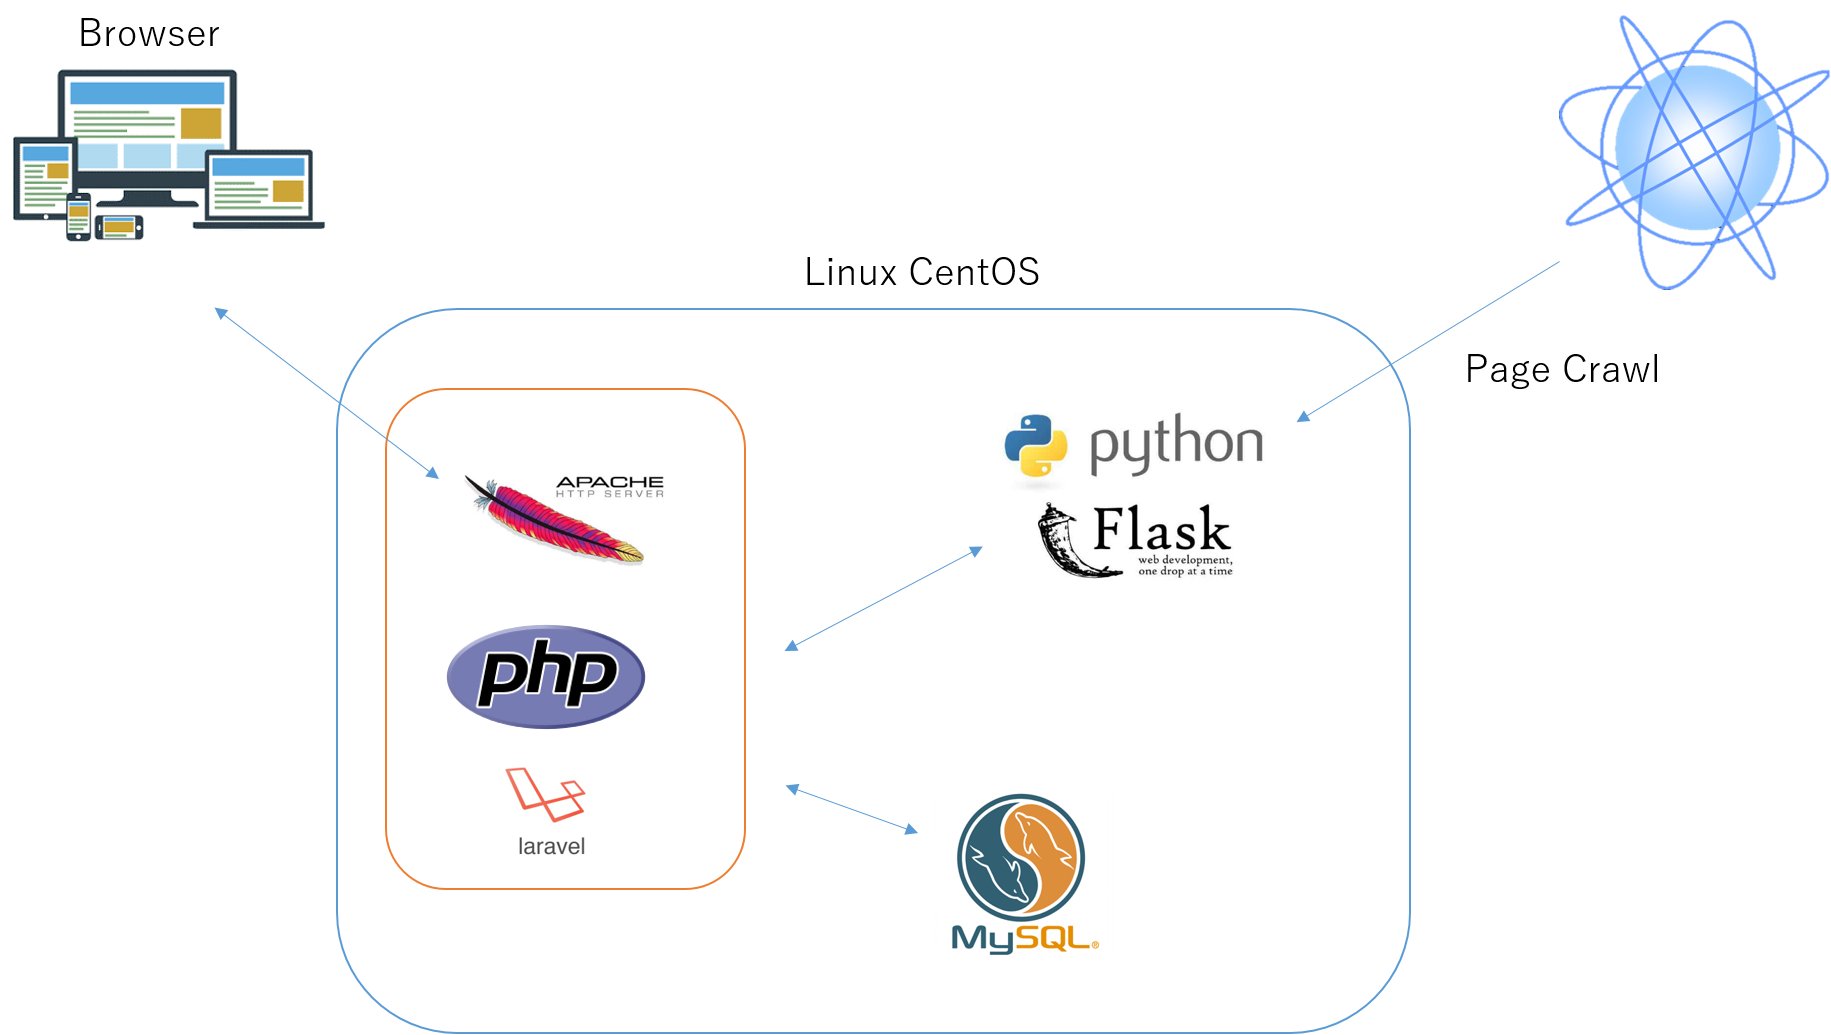 Browser
Linux CentOS
Page Crawl
APACHE
HTTP SERVER
python
Flask
web development,
one drop at a time
php
laravel
MySQL®